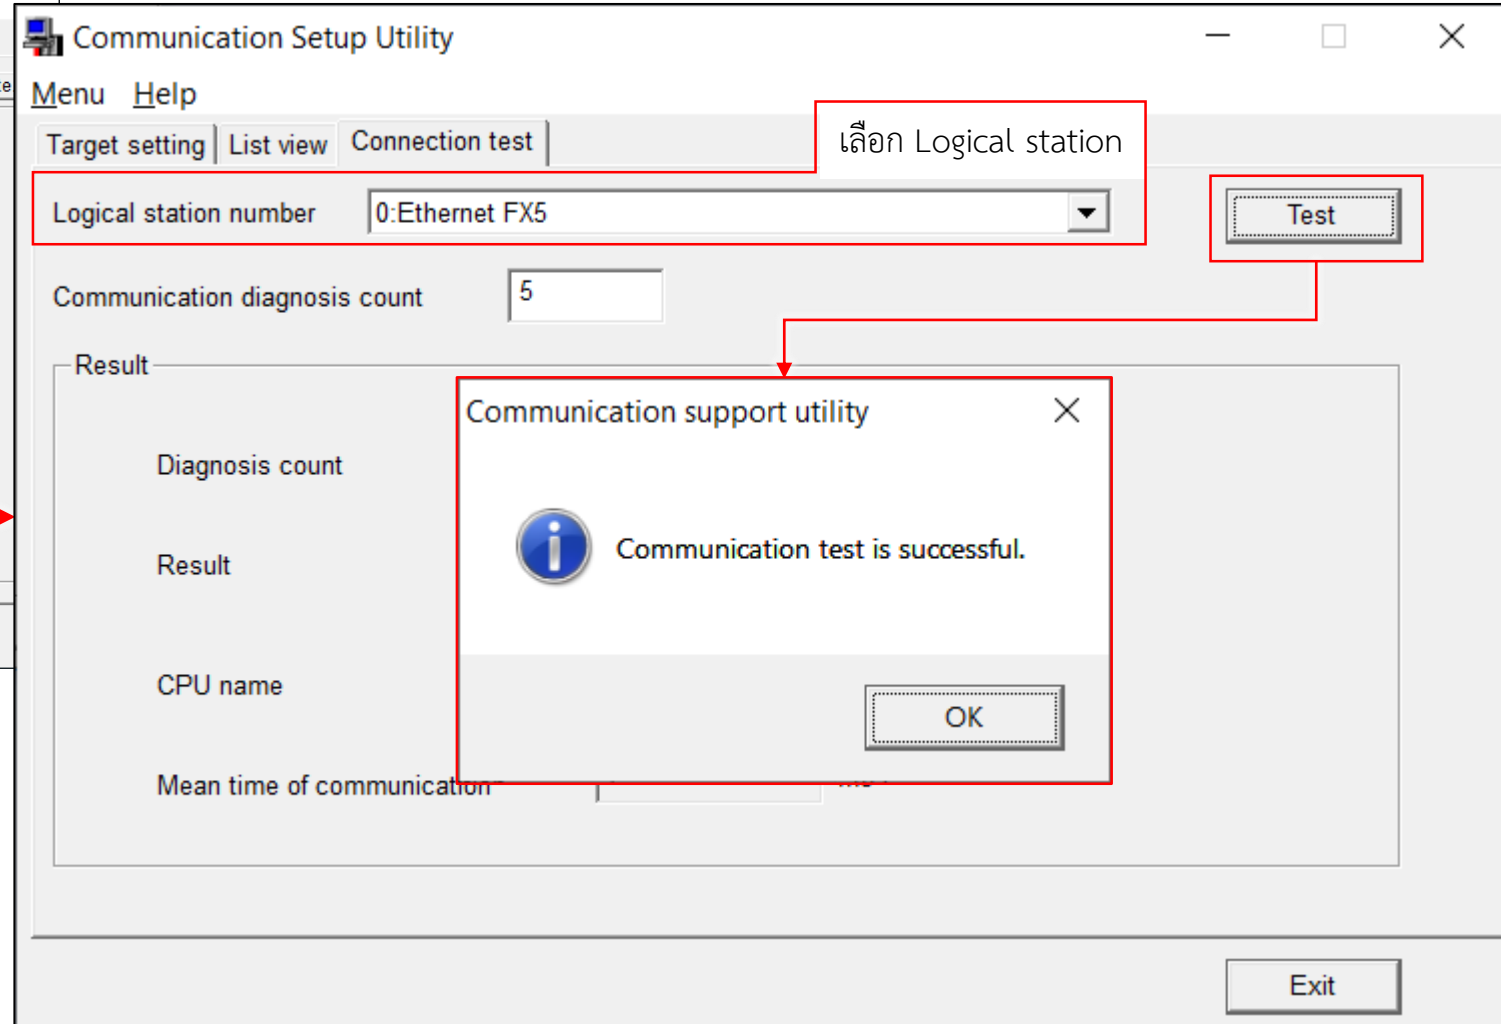 Communication Setup Utility
Menu Help
Target setting List view Connection test
เลือก Logical station
Logical station number 0:Ethernet FX5 Test
Communication diagnosis count 5
Result
Communication support utility
Diagnosis count
Communication test is successful.
Result
CPU name
OK
Mean time of communication
Exit